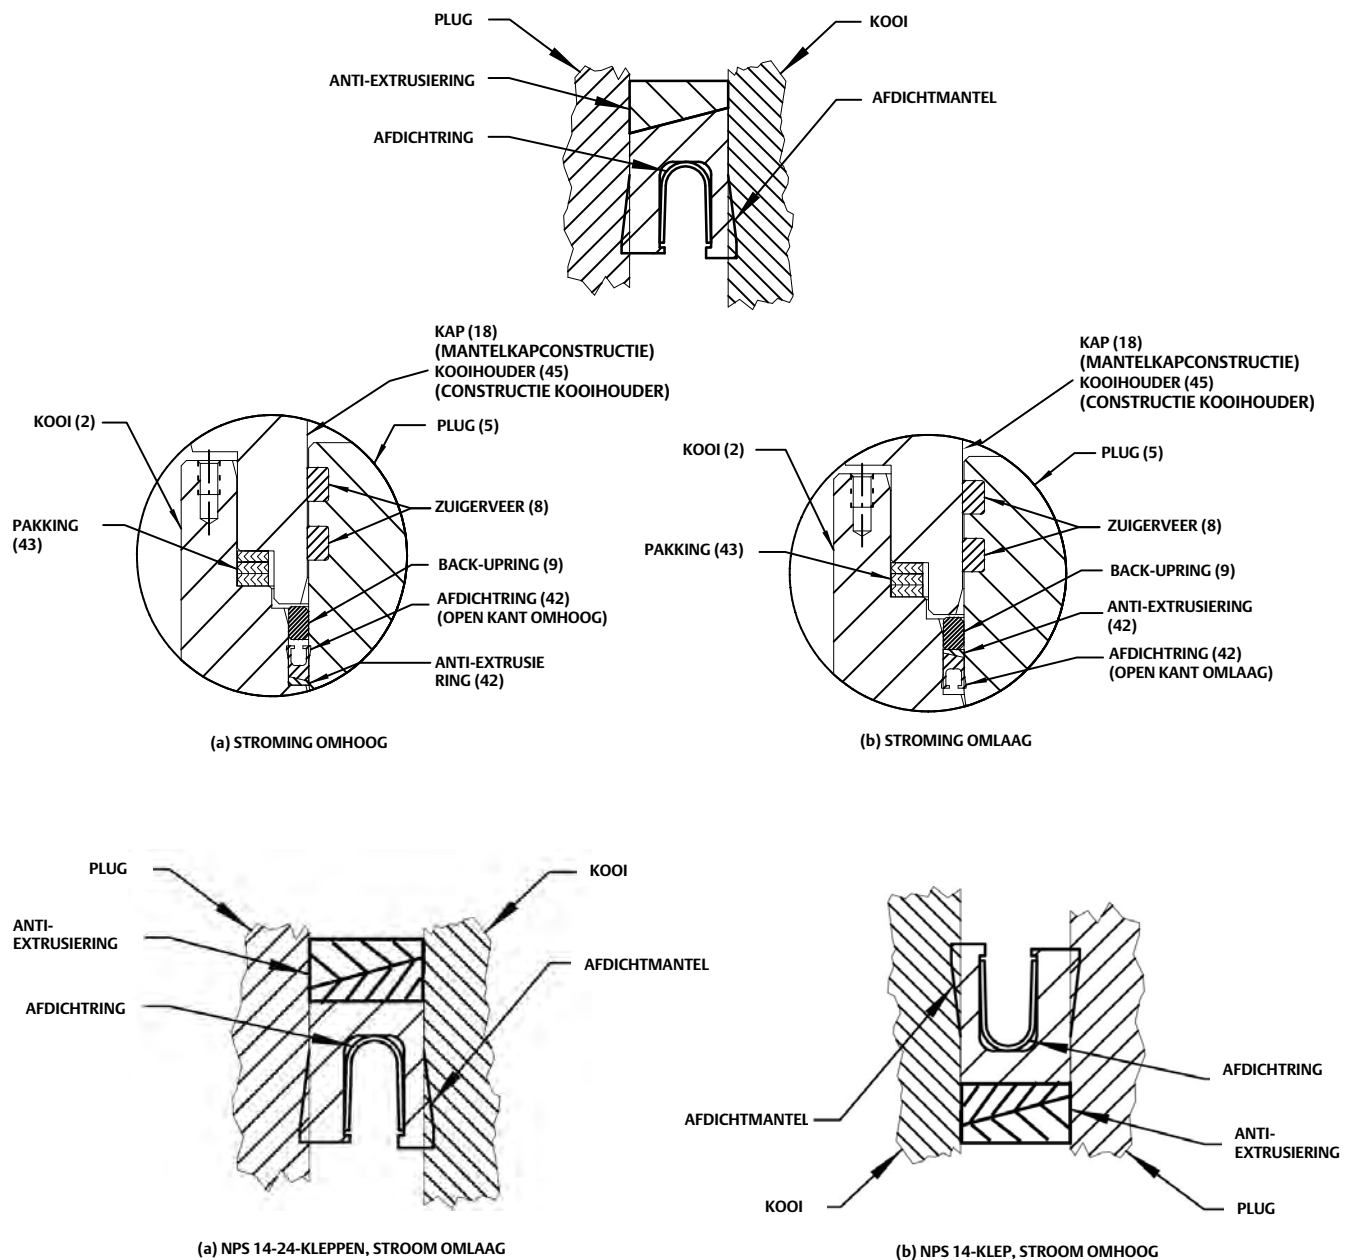 PLUG
KOOI
ANTI-EXTRUSIERING
AFDICHTMANTEL
AFDICHTRING
KAP (18)
(MANTELKAPCONSTRUCTIE)
KOOIHOUDER (45)
(CONSTRUCTIE KOOIHOUDER)
KOOI (2)
PLUG (5)
ZUIGERVEER (8)
PAKKING
(43)
BACK-UPRING (9)
AFDICHTRING (42)
(OPEN KANT OMHOOG)
ANTI-EXTRUSIE
RING (42)
(a) STROMING OMHOOG
KAP (18)
(MANTELKAPCONSTRUCTIE)
KOOIHOUDER (45)
(CONSTRUCTIE KOOIHOUDER)
KOOI (2)
PLUG (5)
ZUIGERVEER (8)
PAKKING (43)
BACK-UPRING (9)
ANTI-EXTRUSIERING
(42)
AFDICHTRING (42)
(OPEN KANT OMLAAG)
(b) STROMING OMLAAG
PLUG
KOOI
ANTI-
EXTRUSIERING
AFDICHTMANTEL
AFDICHTRING
(a) NPS 14-24-KLEPPEN, STROOM OMLAAG
AFDICHTRING
AFDICHTMANTEL
ANTI-
EXTRUSIERING
KOOI
PLUG
(b) NPS 14-KLEP, STROOM OMHOOG